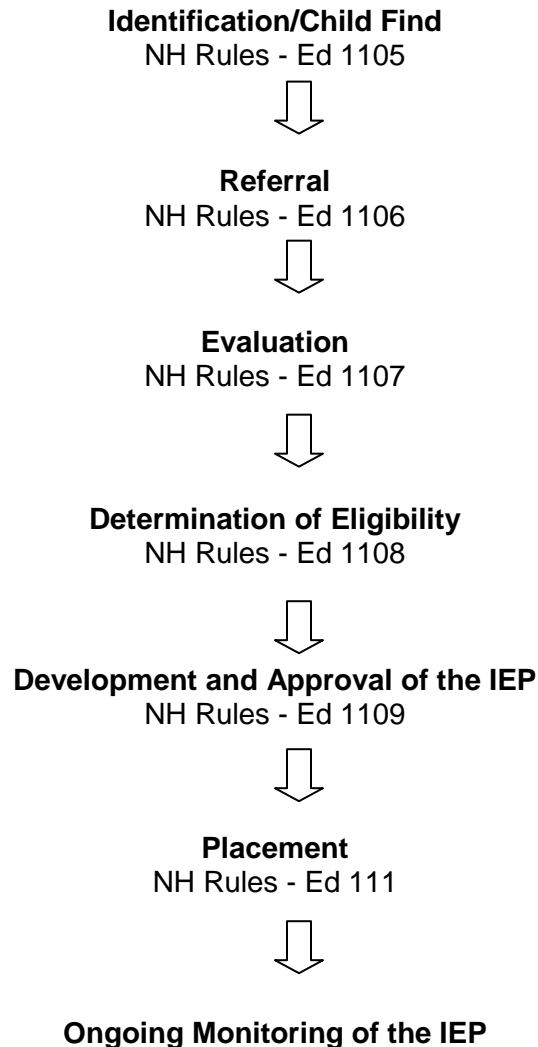 Identification/Child Find
NH Rules - Ed 1105
Referral
NH Rules - Ed 1106
Evaluation
NH Rules - Ed 1107
Determination of Eligibility
NH Rules - Ed 1108
Development and Approval of the IEP
NH Rules - Ed 1109
Placement
NH Rules - Ed 111
Ongoing Monitoring of the IEP